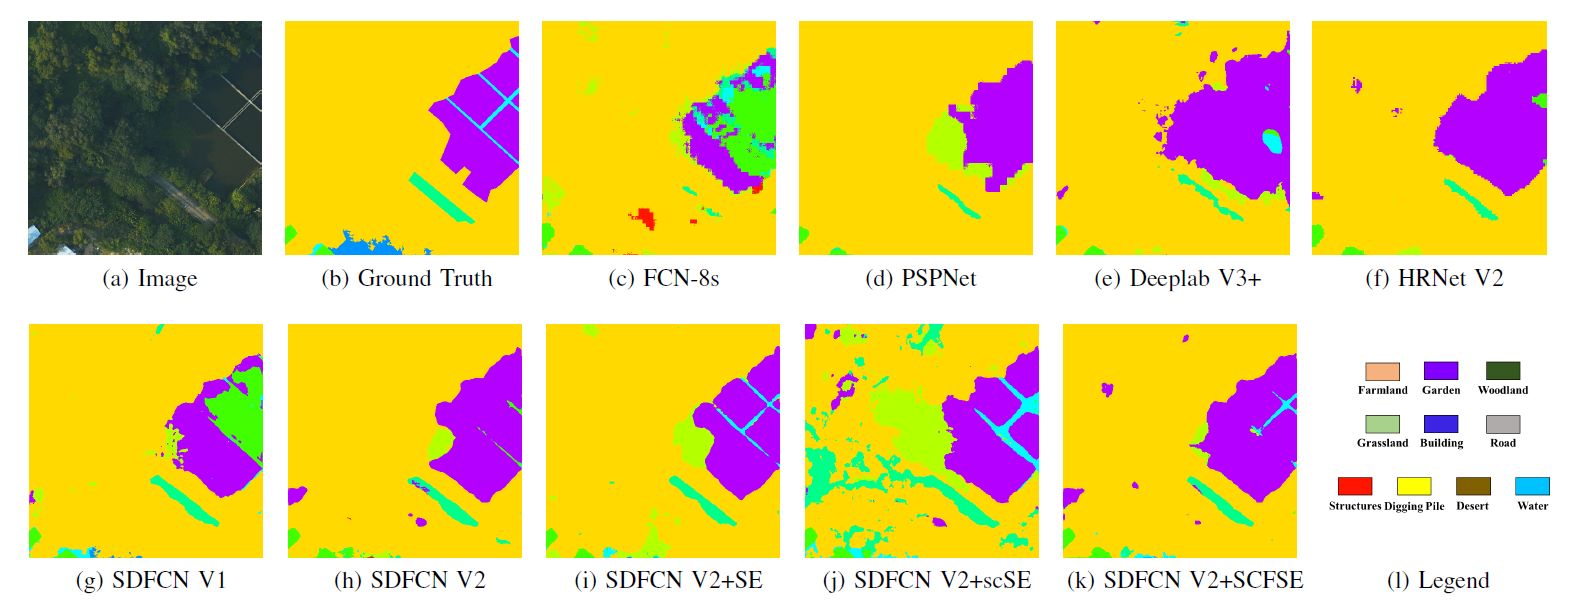 (a) Image
(b) Ground Truth
(c) FCN-8s
(d) PSPNet
(e) Deeplab V3+
(f) HRNet V2
Farmland Garden Woodland
Grassland Building Road
Structures Digging Pile Desert Water
(g) SDFCN V1
(h) SDFCN V2
(i) SDFCN V2+SE
(j) SDFCN V2+scSE
(k) SDFCN V2+SCFSE
(l) Legend